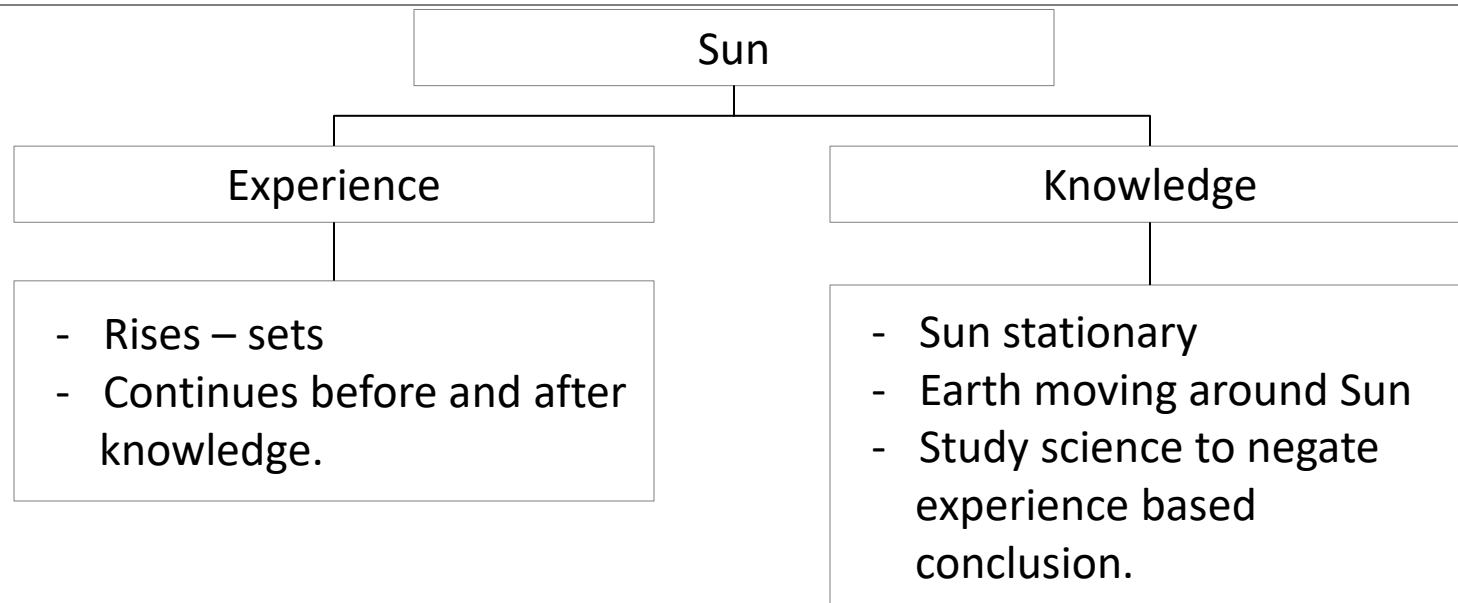 Sun
Experience
Knowledge
- Rises – sets
- Continues before and after
knowledge.
- Sun stationary
- Earth moving around Sun
- Study science to negate
experience based
conclusion.